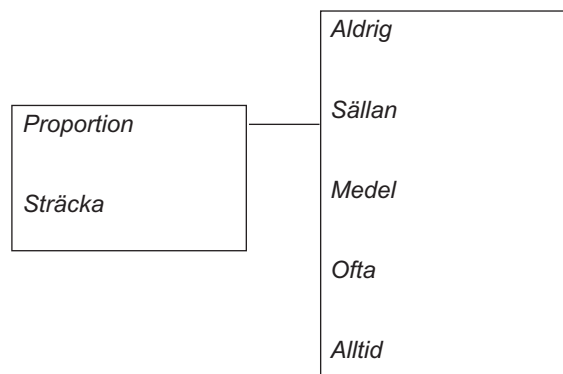 Proportion
Sträcka
Aldrig
Sällan
Medel
Ofta
Alltid